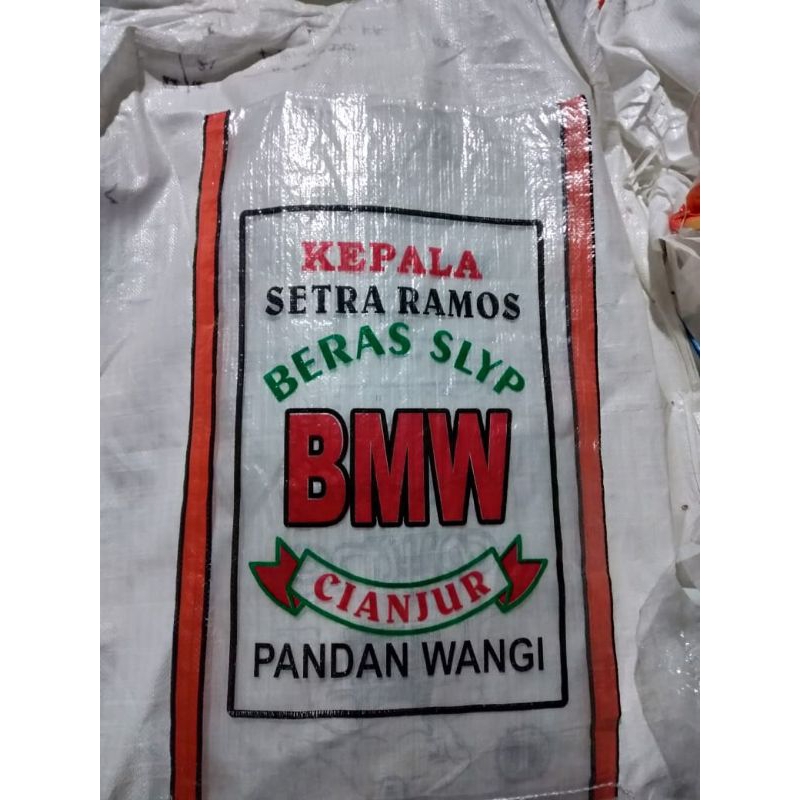 KEPALA
SETRA RAMOS
BERAS SLYP
BMW
CIANJUR
PANDAN WANGI